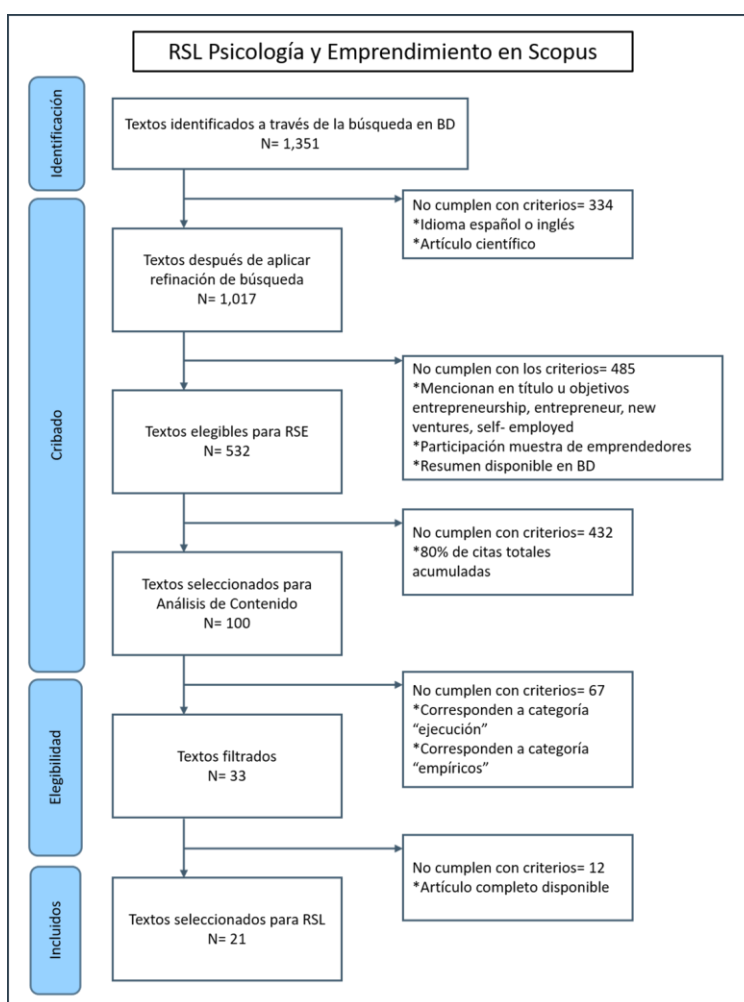 RSL Psicología y Emprendimiento en Scopus
Identificación
Textos identificados a través de la búsqueda en BD
N= 1,351
No cumplen con criterios= 334
*Idioma español o inglés
*Artículo científico
Cribado
Textos después de aplicar
refinación de búsqueda
N= 1,017
No cumplen con los criterios= 485
*Mencionan en título u objetivos
entrepreneurship, entrepreneur, new
ventures, self- employed
*Participación muestra de emprendedores
*Resumen disponible en BD
Textos elegibles para RSE
N= 532
No cumplen con criterios= 432
*80% de citas totales
acumuladas
Textos seleccionados para
Análisis de Contenido
N= 100
Elegibilidad
No cumplen con criterios= 67
*Corresponden a categoría
“ejecución”
*Corresponden a categoría
“empíricos”
Textos filtrados
N= 33
No cumplen con criterios= 12
*Artículo completo disponible
Incluidos
Textos seleccionados para RSL
N= 21